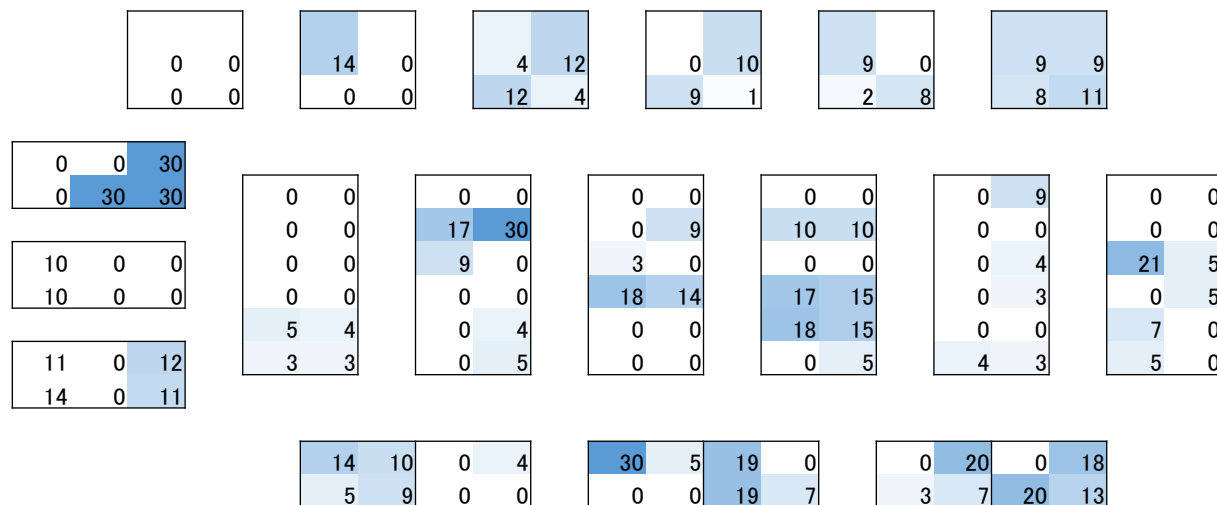 0 0 14 0 4 12 0 10 9 0 9 9
0 0 0 0 12 4 9 1 2 8 8 11
0 0 30
0 30 30
10 0 0
10 0 0
11 0 12
14 0 11
0 0 0 0 0 0 0 0 0 9 0 0
0 0 17 30 0 9 10 10 0 0 0 0
0 0 9 0 3 0 0 0 0 4 21 5
0 0 0 0 18 14 17 15 0 3 0 5
5 4 0 4 0 0 18 15 0 0 7 0
3 3 0 5 0 0 0 5 4 3 5 0
14 10 0 4 30 5 19 0 0 20 0 18
5 9 0 0 0 0 19 7 3 7 20 13